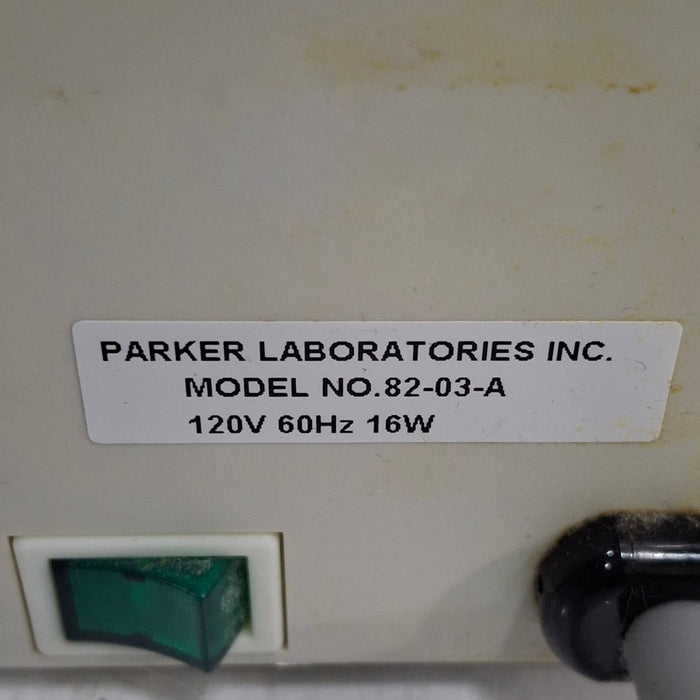 PARKER LABORATORIES INC.
MODEL NO.82-03-A
120V 60Hz 16W